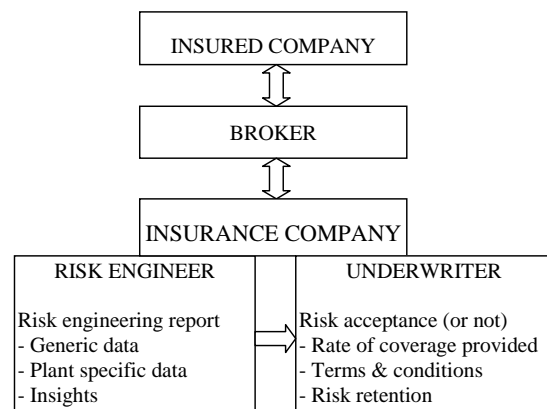 INSURED COMPANY
BROKER
INSURANCE COMPANY
RISK ENGINEER
Risk engineering report
- Generic data
- Plant specific data
- Insights
UNDERWRITER
Risk acceptance (or not)
- Rate of coverage provided
- Terms & conditions
- Risk retention